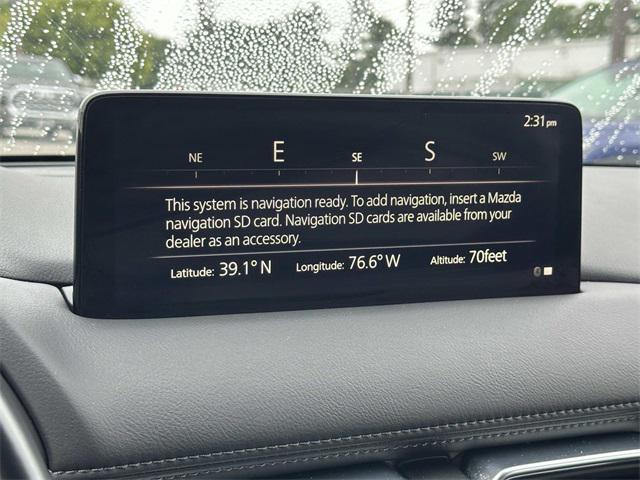 2:31 pm
NE E SE S SW
This system is navigation ready. To add navigation, insert a Mazda
navigation SD card. Navigation SD cards are available from your
dealer as an accessory.
Latitude: 39.1° N Longitude: 76.6° W Altitude: 70feet